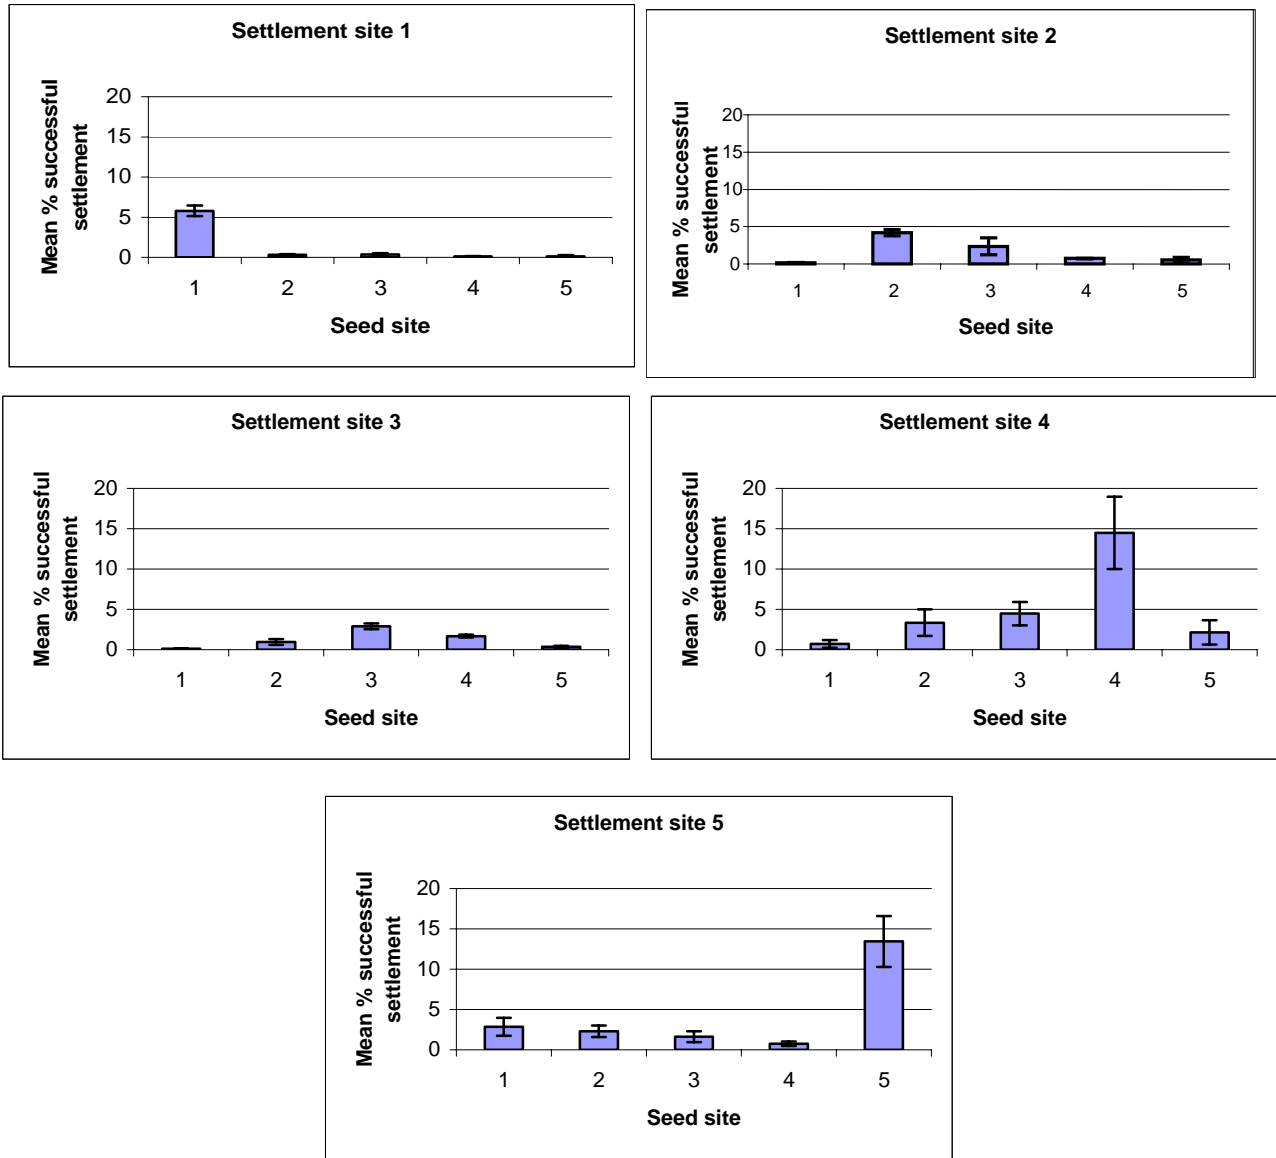 Settlement site 1
Mean % successful
settlement
20
15
10
5
0
1 2 3 4 5
Seed site
Settlement site 2
Mean % successful
settlement
20
15
10
5
0
1 2 3 4 5
Seed site
Settlement site 3
Mean % successful
settlement
20
15
10
5
0
1 2 3 4 5
Seed site
Settlement site 4
Mean % successful
settlement
20
15
10
5
0
1 2 3 4 5
Seed site
Settlement site 5
Mean % successful
settlement
20
15
10
5
0
1 2 3 4 5
Seed site